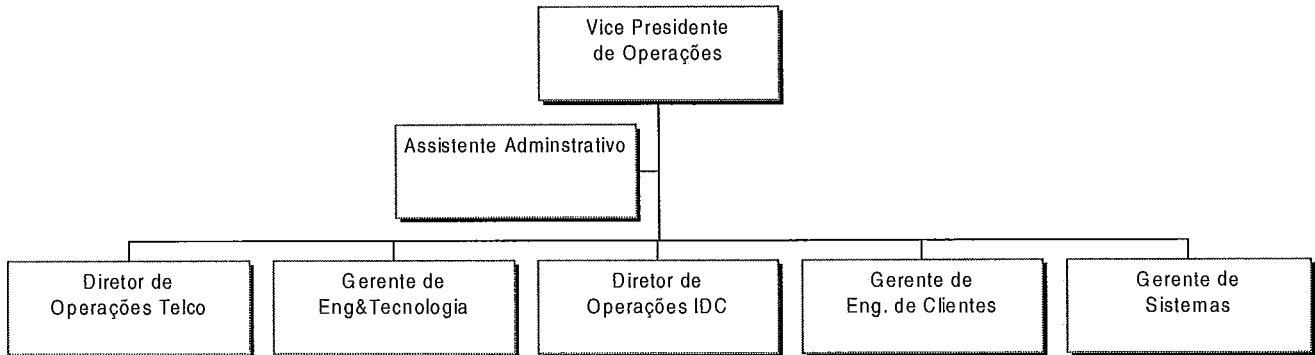 Vice Presidente
de Operações
Assistente Adminstrativo
Diretor de
Operações Telco
Gerente de
Eng&Tecnologia
Diretor de
Operações IDC
Gerente de
Eng. de Clientes
Gerente de
Sistemas